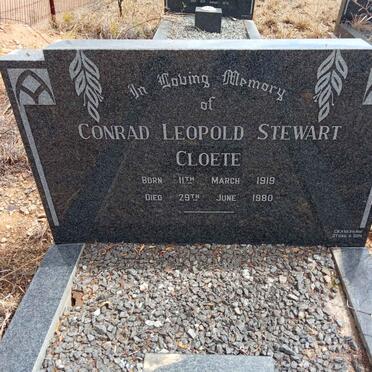 In Loving Memory
of
CONRAD LEOPOLD STEWART
CLOETE
BORN 11TH MARCH 1919
DIED 29TH JUNE 1980